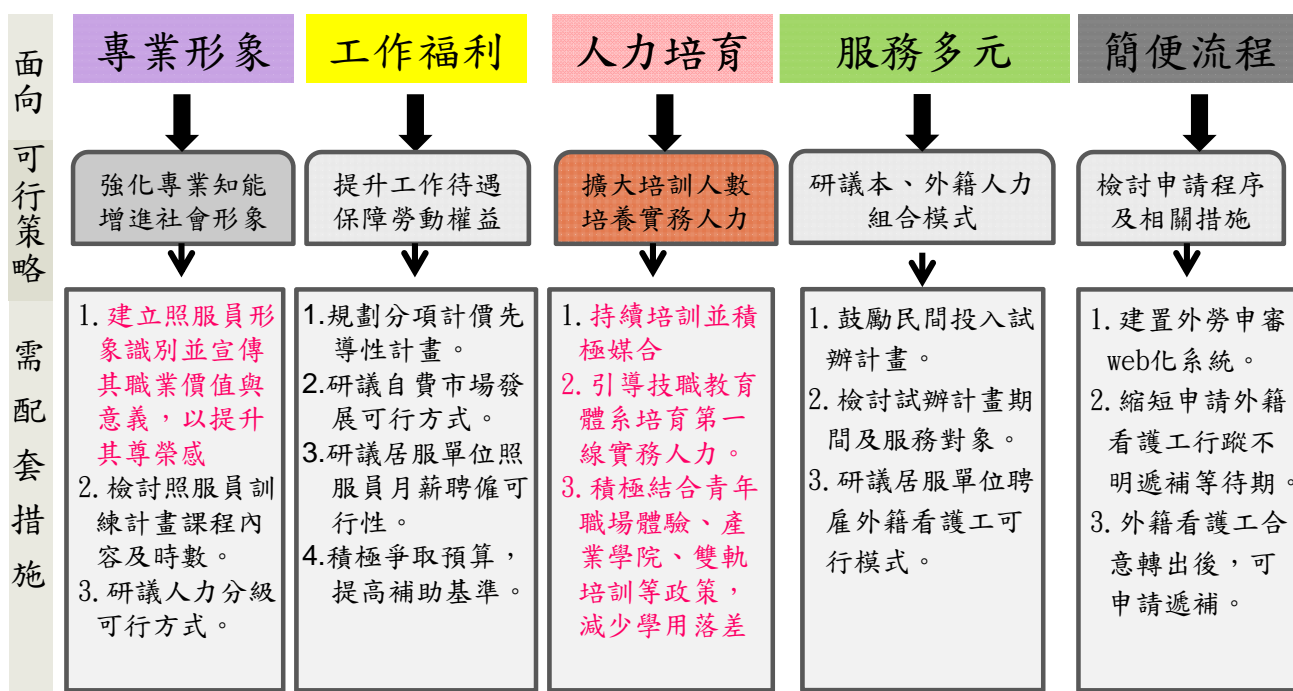 面向
專業形象
工作福利
人力培育
服務多元
簡便流程
可行策略
強化專業知能
增進社會形象
提升工作待遇
保障勞動權益
擴大培訓人數
培養實務人力
研議本、外籍人力
組合模式
檢討申請程序
及相關措施
需配套措施
1.建立照服員形
象識別並宣傳
其職業價值與
意義，以提升
其尊榮感
2.檢討照服員訓
練計畫課程內
容及時數。
3.研議人力分級
可行方式。
1.規劃分項計價先
導性計畫。
2.研議自費市場發
展可行方式。
3.研議居服單位照
服員月薪聘僱可
行性。
4.積極爭取預算，
提高補助基準。
1.持續培訓並積
極媒合
2.引導技職教育
體系培育第一
線實務人力。
3.積極結合青年
職場體驗、產
業學院、雙軌
培訓等政策，
減少學用落差
1.鼓勵民間投入試
辦計畫。
2.檢討試辦計畫期
間及服務對象。
3.研議居服單位聘
雇外籍看護工可
行模式。
1.建置外勞申審
web化系統。
2.縮短申請外籍
看護工行蹤不
明遞補等待期。
3.外籍看護工合
意轉出後，可
申請遞補。